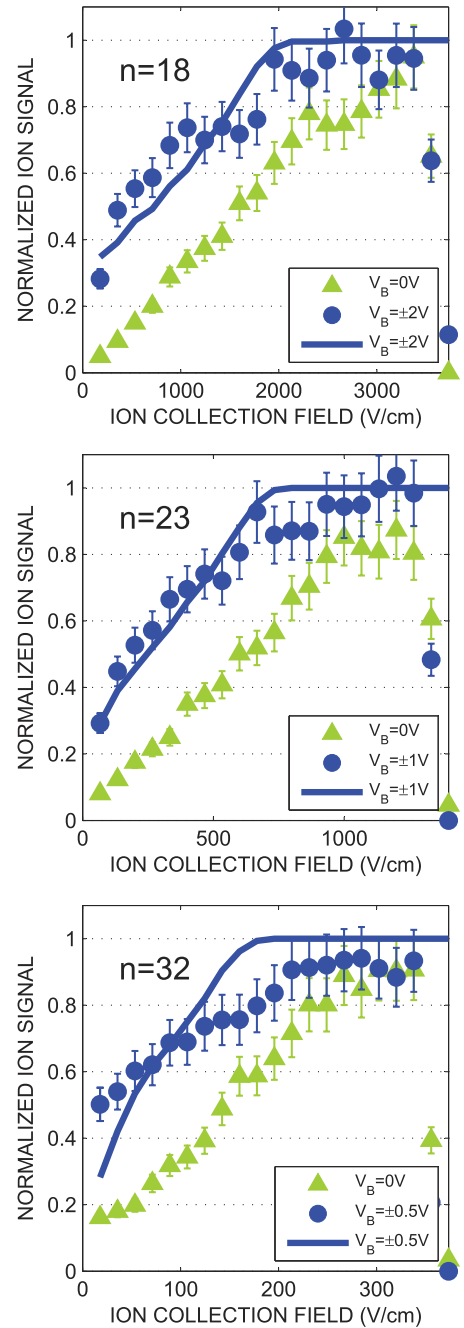 1
0.8
0.6
0.4
0.2
0
n=18
NORMALIZED ION SIGNAL
V_B=0V
V_B=±2V
V_B=±2V
0 1000 2000 3000
ION COLLECTION FIELD (V/cm)
1
0.8
0.6
0.4
0.2
0
n=23
NORMALIZED ION SIGNAL
V_B=0V
V_B=±1V
V_B=±1V
0 500 1000
ION COLLECTION FIELD (V/cm)
1
0.8
0.6
0.4
0.2
0
n=32
NORMALIZED ION SIGNAL
V_B=0V
V_B=±0.5V
V_B=±0.5V
0 100 200 300
ION COLLECTION FIELD (V/cm)